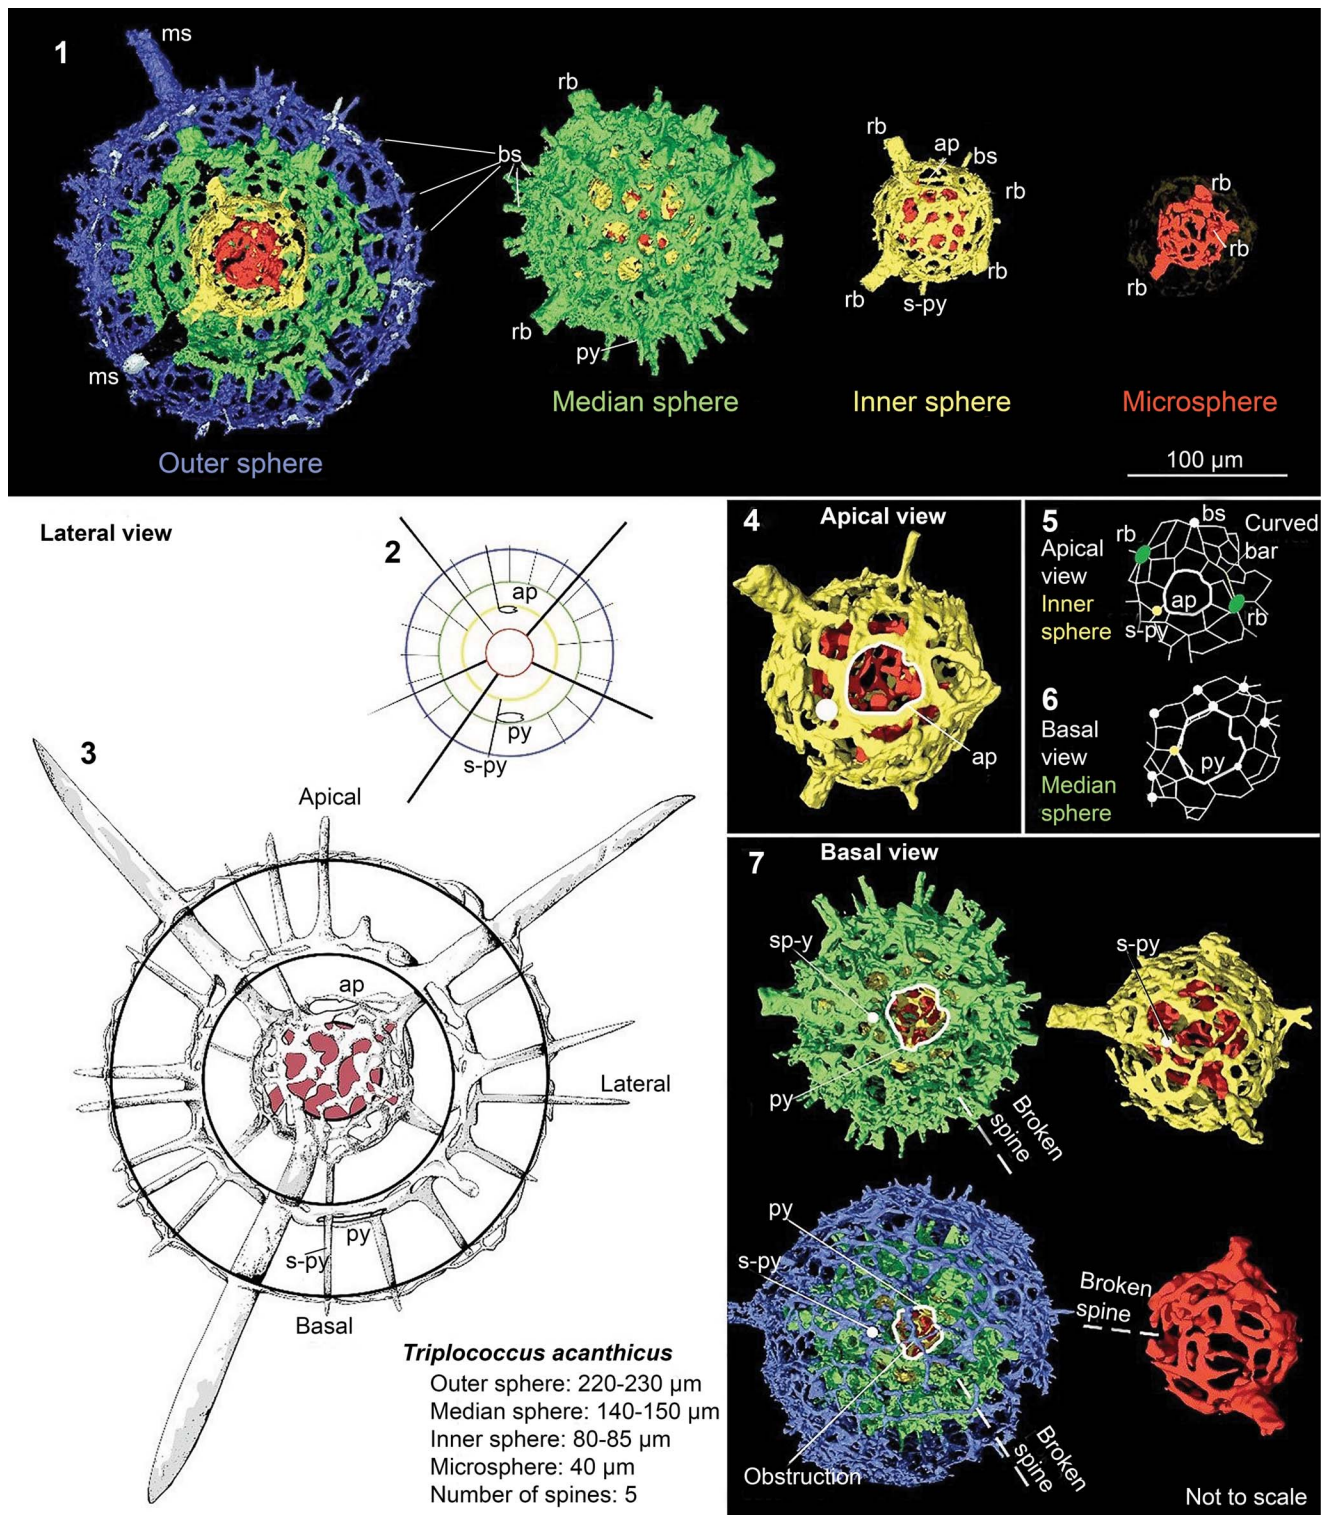 1
ms
bs
ms
Outer sphere
rb
rb
py
Median sphere
rb
ap
bs
rb
rb
rb
s-py
Inner sphere
rb
rb
rb
Microsphere
100 µm
Lateral view
2
ap
py
s-py
3
Apical
ap
Lateral
py
s-py
Basal
Triplococcus acanthicus
Outer sphere: 220-230 µm
Median sphere: 140-150 µm
Inner sphere: 80-85 µm
Microsphere: 40 µm
Number of spines: 5
4
Apical view
ap
5
Apical
view
Inner
sphere
rb
bs
Curved
bar
ap
s-py
rb
6
Basal
view
Median
sphere
py
7
Basal view
sp-y
py
Broken
spine
s-py
py
s-py
Obstruction
Broken
spine
Broken
spine
Not to scale